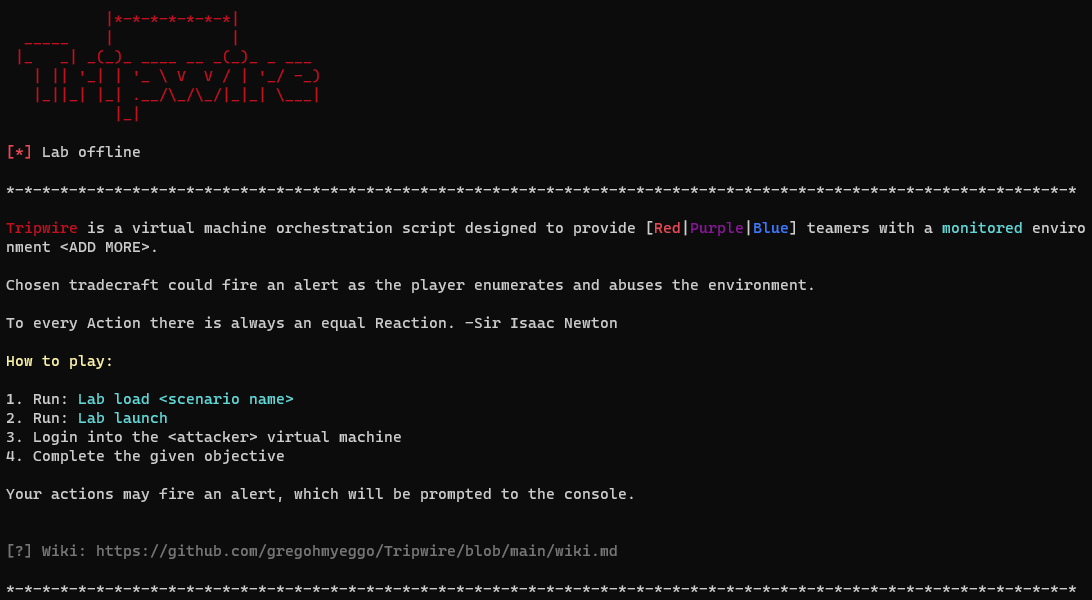 |*-*-*-*-*-*-*|
 _____    |             |
|_   _| _(_)_ ____ __ _(_)_ _ ___
  | || '_| | '_ \ V  V / | '_/ -_)
  |_||_| |_| .__/\_/\_/|_|_| \___|
           |_|
[*] Lab offline
*-*-*-*-*-*-*-*-*-*-*-*-*-*-*-*-*-*-*-*-*-*-*-*-*-*-*-*-*-*-*-*-*-*-*-*-*-*-*-*-*-*-*-*-*-*-*-*-*-*-*-*-*-*-*-*-*-*-*-*
Tripwire is a virtual machine orchestration script designed to provide [Red|Purple|Blue] teamers with a monitored enviro
nment <ADD MORE>.
Chosen tradecraft could fire an alert as the player enumerates and abuses the environment.
To every Action there is always an equal Reaction. -Sir Isaac Newton
How to play:
1. Run: Lab load <scenario name>
2. Run: Lab launch
3. Login into the <attacker> virtual machine
4. Complete the given objective
Your actions may fire an alert, which will be prompted to the console.
[?] Wiki: https://github.com/gregohmyeggo/Tripwire/blob/main/wiki.md
*-*-*-*-*-*-*-*-*-*-*-*-*-*-*-*-*-*-*-*-*-*-*-*-*-*-*-*-*-*-*-*-*-*-*-*-*-*-*-*-*-*-*-*-*-*-*-*-*-*-*-*-*-*-*-*-*-*-*-*